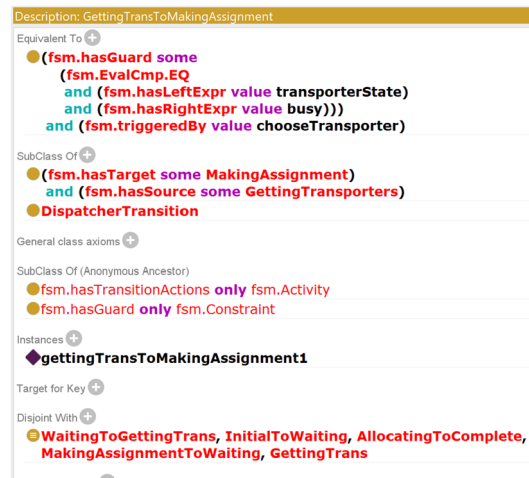 Description: GettingTransToMakingAssignment
Equivalent To
(fsm.hasGuard some
(fsm.EvalCmp.EQ
and (fsm.hasLeftExpr value transporterState)
and (fsm.hasRightExpr value busy)))
and (fsm.triggeredBy value chooseTransporter)
SubClass Of
(fsm.hasTarget some MakingAssignment)
and (fsm.hasSource some GettingTransporters)
DispatcherTransition
General class axioms
SubClass Of (Anonymous Ancestor)
fsm.hasTransitionActions only fsm.Activity
fsm.hasGuard only fsm.Constraint
Instances
gettingTransToMakingAssignment1
Target for Key
Disjoint With
WaitingToGettingTrans, InitialToWaiting, AllocatingToComplete,
MakingAssignmentToWaiting, GettingTrans